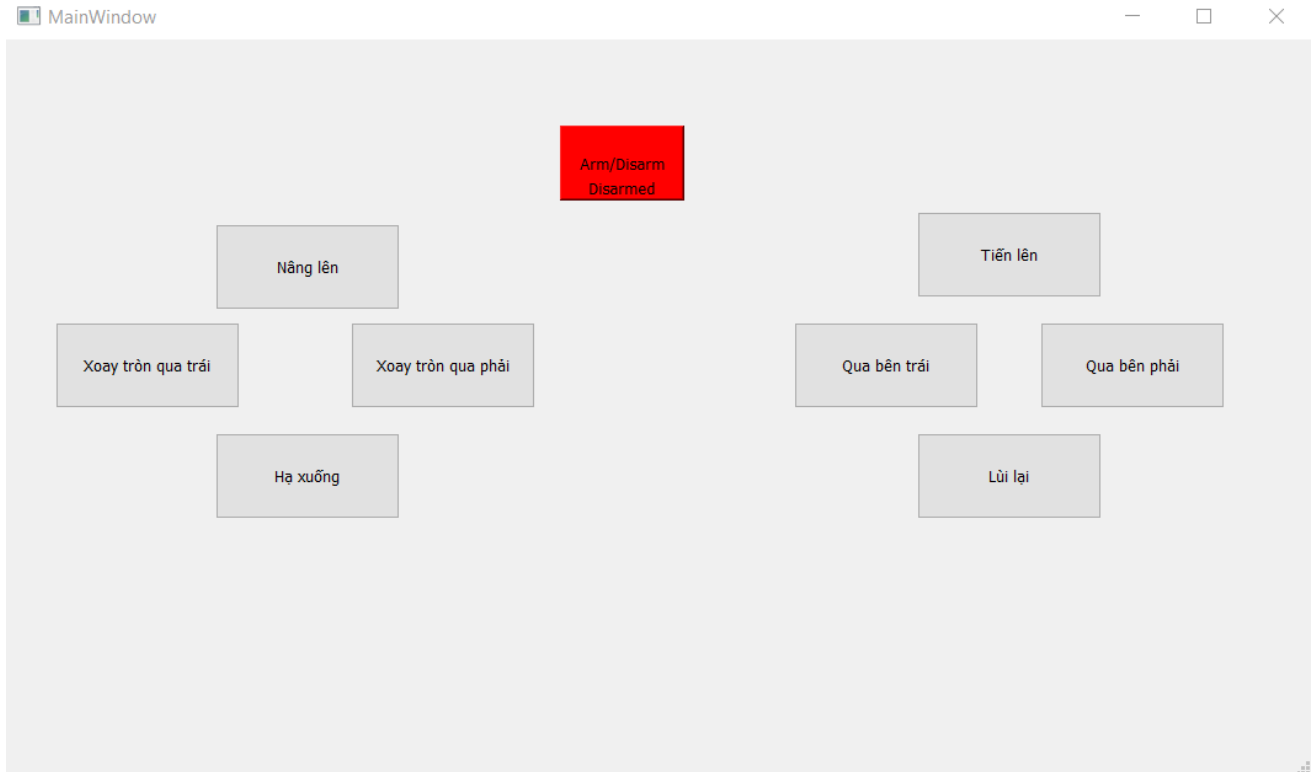 MainWindow
Arm/Disarm
Disarmed
Nâng lên
Tiến lên
Xoay tròn qua trái
Xoay tròn qua phải
Qua bên trái
Qua bên phải
Hạ xuống
Lùi lại